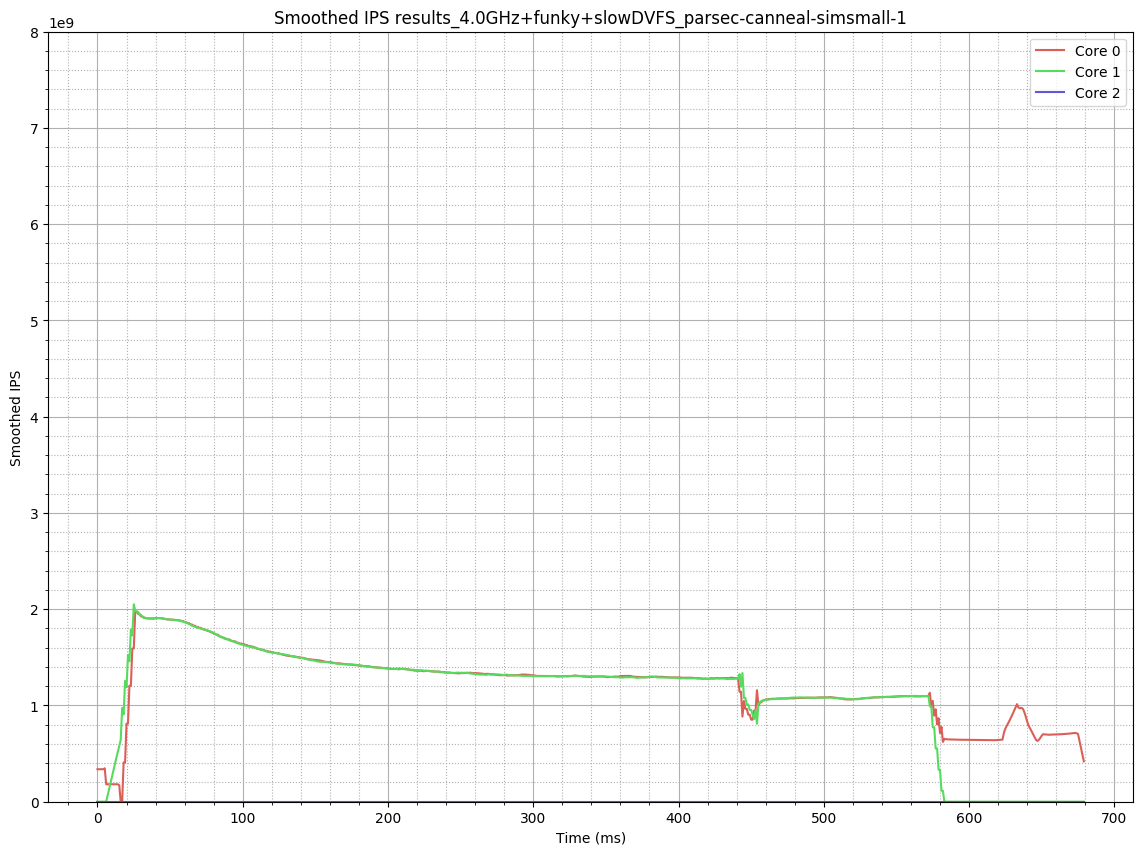 Smoothed IPS results_4.0GHz+funky+slowDVFS_parsec-canneal-simsmall-1
1e9
8
7
6
5
4
3
2
1
0
Smoothed IPS
Core 0
Core 1
Core 2
0 100 200 300 400 500 600 700
Time (ms)